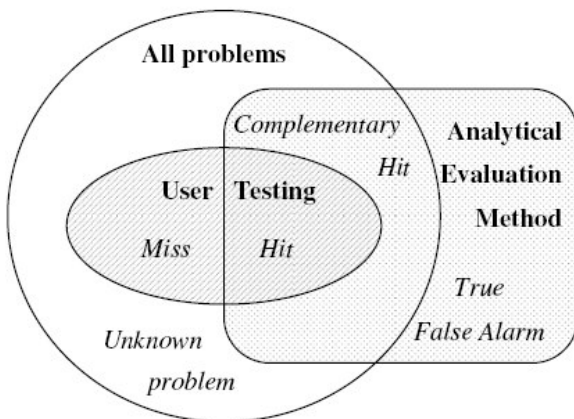 All problems
Complementary
Hit
Analytical
Evaluation
Method
User Testing
Miss
Hit
True
False Alarm
Unknown
problem